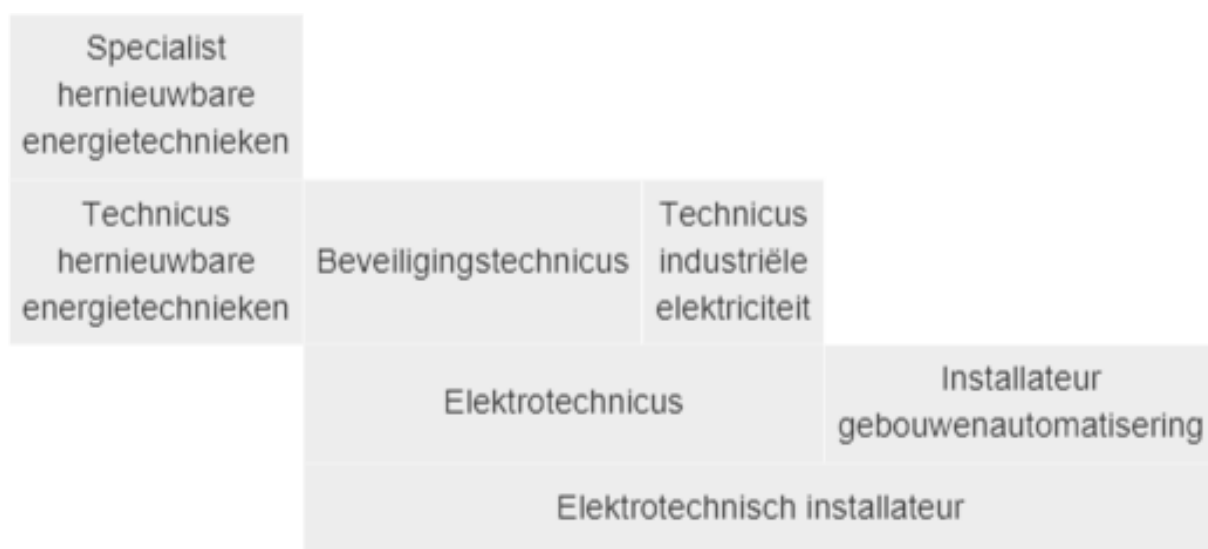 Specialist
hernieuwbare
energietechnieken
Technicus
hernieuwbare
energietechnieken
Beveiligingstechnicus
Technicus
industriële
elektriciteit
Elektrotechnicus
Installateur
gebouwenautomatisering
Elektrotechnisch installateur